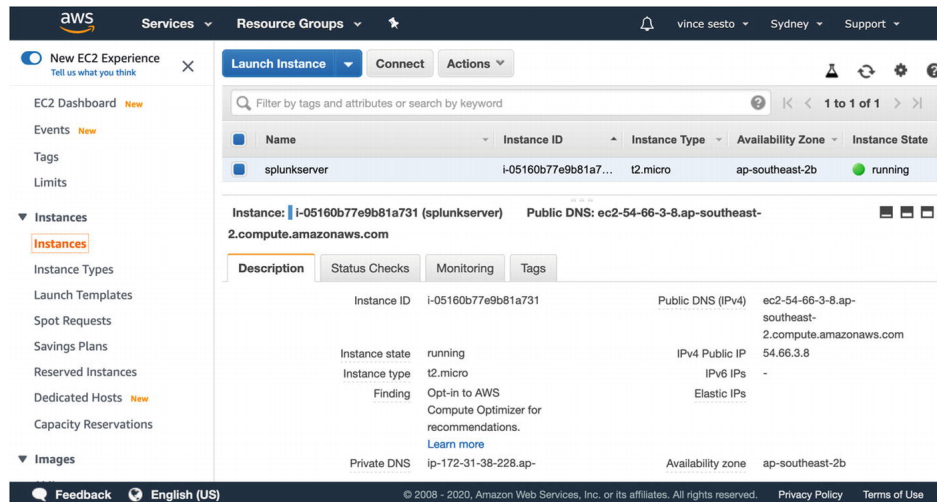 aws Services Resource Groups vince sesto Sydney Support
New EC2 Experience
Tell us what you think
EC2 Dashboard New
Events New
Tags
Limits
Instances
Instances
Instance Types
Launch Templates
Spot Requests
Savings Plans
Reserved Instances
Dedicated Hosts New
Capacity Reservations
Images
Launch Instance Connect Actions
Filter by tags and attributes or search by keyword 1 to 1 of 1
Name Instance ID Instance Type Availability Zone Instance State
splunkserver i-05160b77e9b81a7... t2.micro ap-southeast-2b running
Instance: i-05160b77e9b81a731 (splunkserver) Public DNS: ec2-54-66-3-8.ap-southeast-
2.compute.amazonaws.com
Description Status Checks Monitoring Tags
Instance ID i-05160b77e9b81a731 Public DNS (IPv4) ec2-54-66-3-8.ap-
southeast-
2.compute.amazonaws.com
Instance state running IPv4 Public IP 54.66.3.8
Instance type t2.micro IPv6 IPs -
Finding Opt-in to AWS Elastic IPs
Compute Optimizer for
recommendations.
Learn more
Private DNS ip-172-31-38-228.ap- Availability zone ap-southeast-2b
Feedback English (US) © 2008 - 2020, Amazon Web Services, Inc. or its affiliates. All rights reserved. Privacy Policy Terms of Use